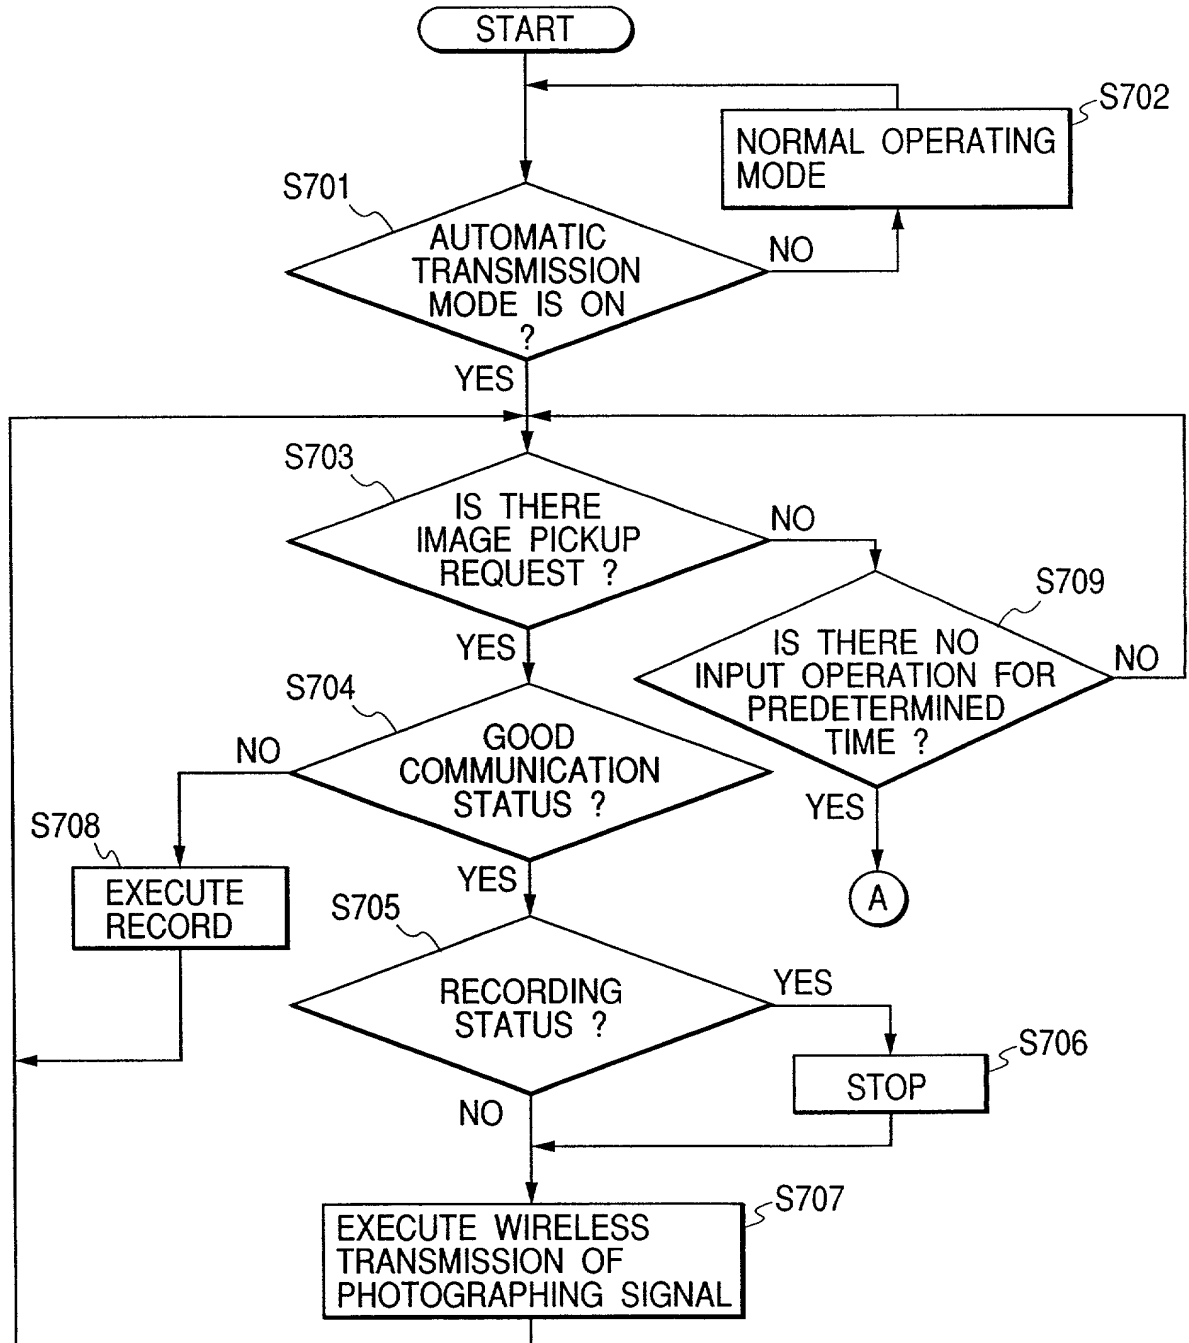 START
S702
NORMAL OPERATING
MODE
S701
AUTOMATIC
TRANSMISSION
MODE IS ON
?
NO
YES
S703
IS THERE
IMAGE PICKUP
REQUEST ?
NO
YES
S709
IS THERE NO
INPUT OPERATION FOR
PREDETERMINED
TIME ?
NO
YES
A
S704
GOOD
COMMUNICATION
STATUS ?
NO
YES
S708
EXECUTE
RECORD
S705
RECORDING
STATUS ?
YES
NO
S706
STOP
S707
EXECUTE WIRELESS
TRANSMISSION OF
PHOTOGRAPHING SIGNAL